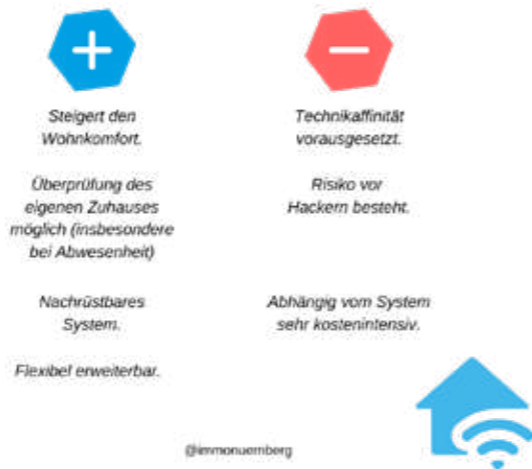 Steigert den
Wohnkomfort.
Überprüfung des
eigenen Zuhauses
möglich (insbesondere
bei Abwesenheit)
Nachrüstbares
System.
Flexibel erweiterbar.
Technikaffinität
vorausgesetzt.
Risiko vor
Hackern besteht.
Abhängig vom System
sehr kostenintensiv.
@immonuernberg